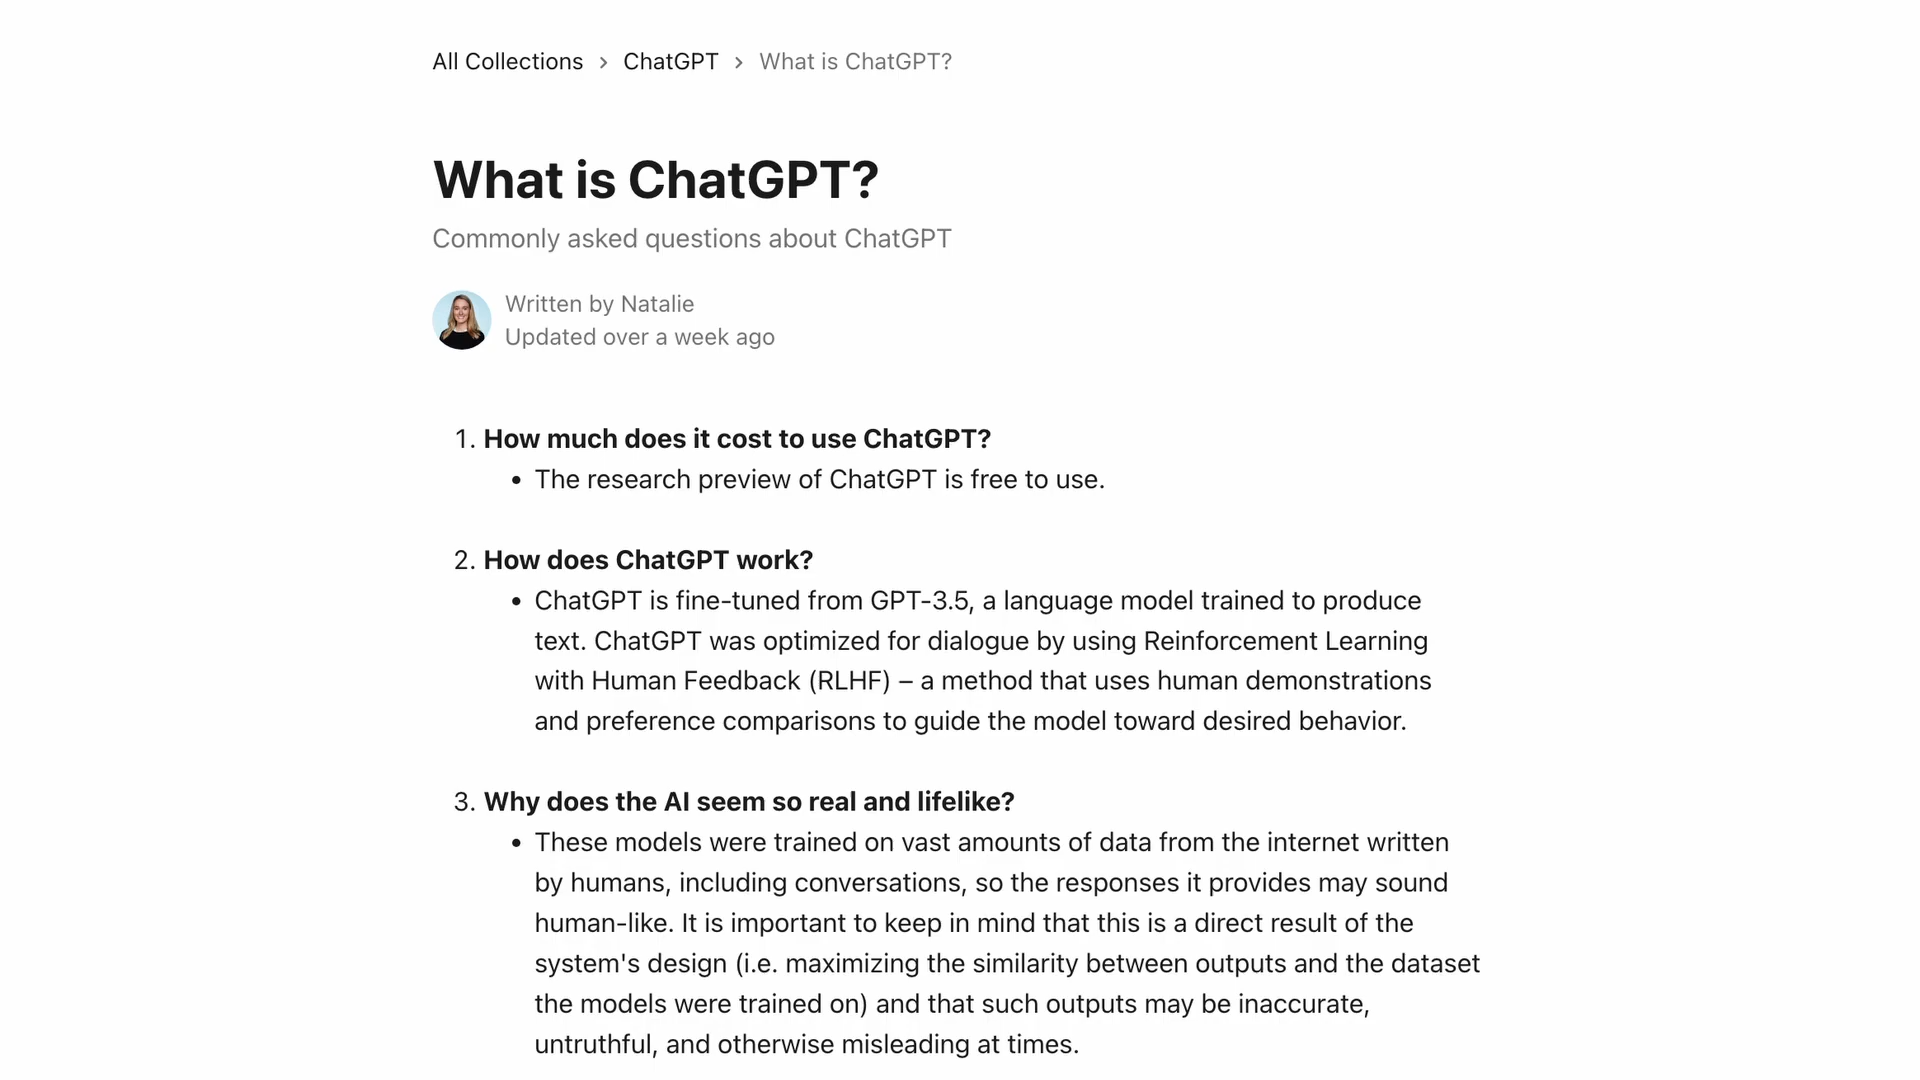 All Collections > ChatGPT > What is ChatGPT?
What is ChatGPT?
Commonly asked questions about ChatGPT
Written by Natalie
Updated over a week ago
1. How much does it cost to use ChatGPT?
• The research preview of ChatGPT is free to use.
2. How does ChatGPT work?
• ChatGPT is fine-tuned from GPT-3.5, a language model trained to produce
text. ChatGPT was optimized for dialogue by using Reinforcement Learning
with Human Feedback (RLHF) – a method that uses human demonstrations
and preference comparisons to guide the model toward desired behavior.
3. Why does the AI seem so real and lifelike?
• These models were trained on vast amounts of data from the internet written
by humans, including conversations, so the responses it provides may sound
human-like. It is important to keep in mind that this is a direct result of the
system's design (i.e. maximizing the similarity between outputs and the dataset
the models were trained on) and that such outputs may be inaccurate,
untruthful, and otherwise misleading at times.